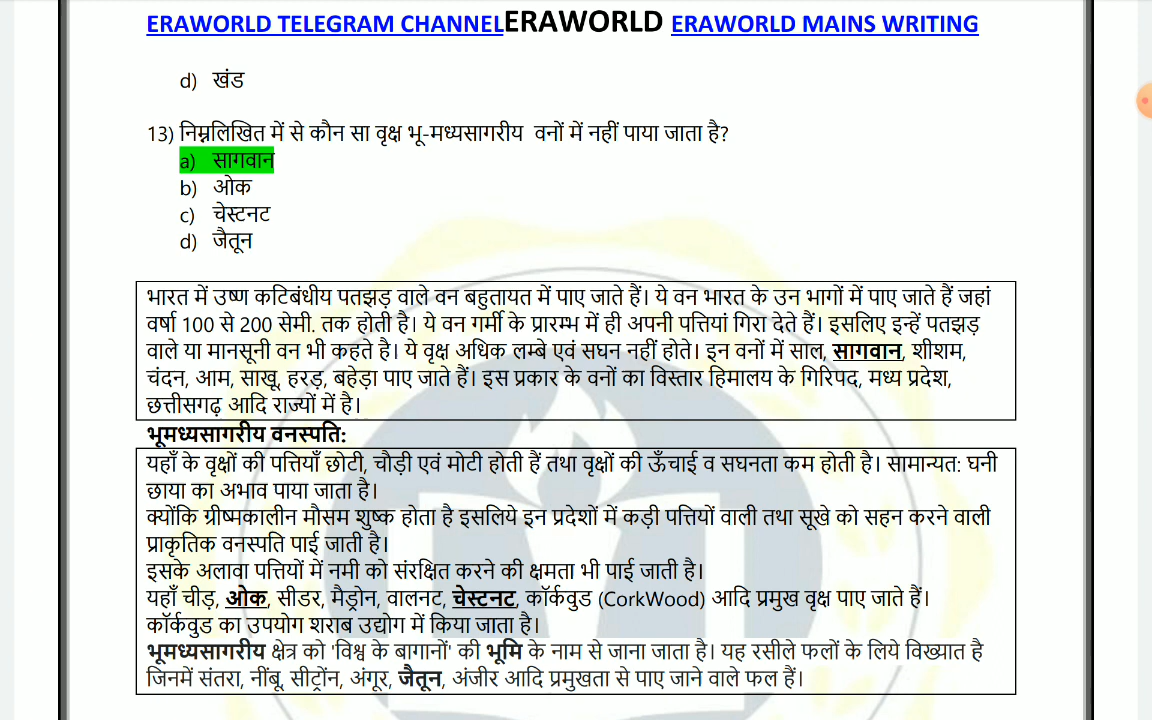 ERAWORLD TELEGRAM CHANNELERAWORLD ERAWORLD MAINS WRITING
d) खंड
13) निम्नलिखित में से कौन सा वृक्ष भू-मध्यसागरीय वनों में नहीं पाया जाता है?
a) सागवान
b) ओक
c) चेस्टनट
d) जैतून
भारत में उष्ण कटिबंधीय पतझड़ वाले वन बहुतायत में पाए जाते हैं। ये वन भारत के उन भागों में पाए जाते हैं जहां
वर्षा 100 से 200 सेमी. तक होती है। ये वन गर्मी के प्रारम्भ में ही अपनी पत्तियां गिरा देते हैं। इसलिए इन्हें पतझड़
वाले या मानसूनी वन भी कहते है। ये वृक्ष अधिक लम्बे एवं सघन नहीं होते। इन वनों में साल, सागवान, शीशम,
चंदन, आम, साखू, हरड़, बहेड़ा पाए जाते हैं। इस प्रकार के वनों का विस्तार हिमालय के गिरिपद, मध्य प्रदेश,
छत्तीसगढ़ आदि राज्यों में है।
भूमध्यसागरीय वनस्पति:
यहाँ के वृक्षों की पत्तियाँ छोटी, चौड़ी एवं मोटी होती हैं तथा वृक्षों की ऊँचाई व सघनता कम होती है। सामान्यत: घनी
छाया का अभाव पाया जाता है।
क्योंकि ग्रीष्मकालीन मौसम शुष्क होता है इसलिये इन प्रदेशों में कड़ी पत्तियों वाली तथा सूखे को सहन करने वाली
प्राकृतिक वनस्पति पाई जाती है।
इसके अलावा पत्तियों में नमी को संरक्षित करने की क्षमता भी पाई जाती है।
यहाँ चीड़, ओक, सीडर, मैड्रोन, वालनट, चेस्टनट, कॉर्कवुड (CorkWood) आदि प्रमुख वृक्ष पाए जाते हैं।
कॉर्कवुड का उपयोग शराब उद्योग में किया जाता है।
भूमध्यसागरीय क्षेत्र को 'विश्व के बागानों' की भूमि के नाम से जाना जाता है। यह रसीले फलों के लिये विख्यात है
जिनमें संतरा, नींबू, सीट्रोंन, अंगूर, जैतून, अंजीर आदि प्रमुखता से पाए जाने वाले फल हैं।